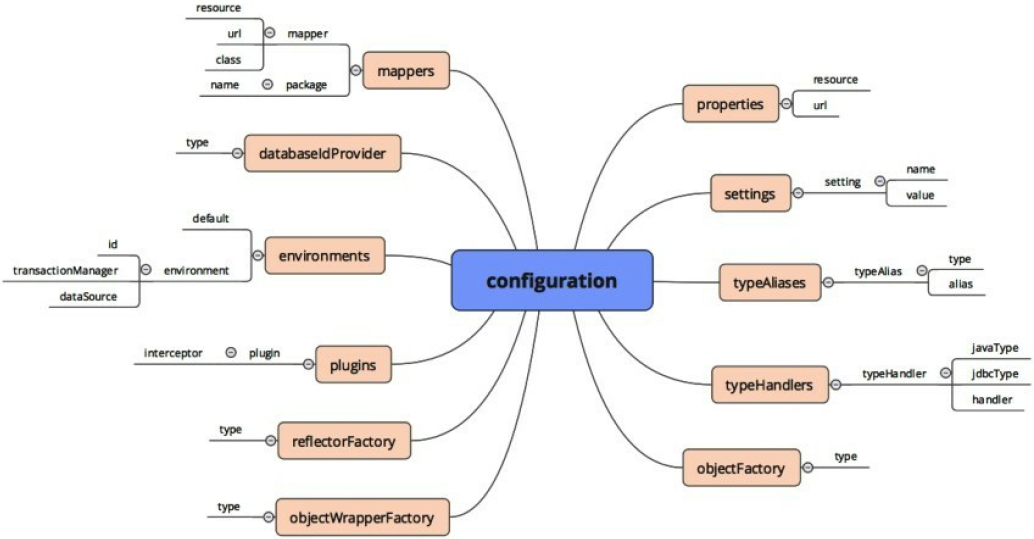 configuration
mappers
mapper
resource
url
class
package
name
databaseIdProvider
type
environments
default
environment
id
transactionManager
dataSource
plugins
plugin
interceptor
reflectorFactory
type
objectWrapperFactory
type
properties
resource
url
settings
setting
name
value
typeAliases
typeAlias
type
alias
typeHandlers
typeHandler
javaType
jdbcType
handler
objectFactory
type